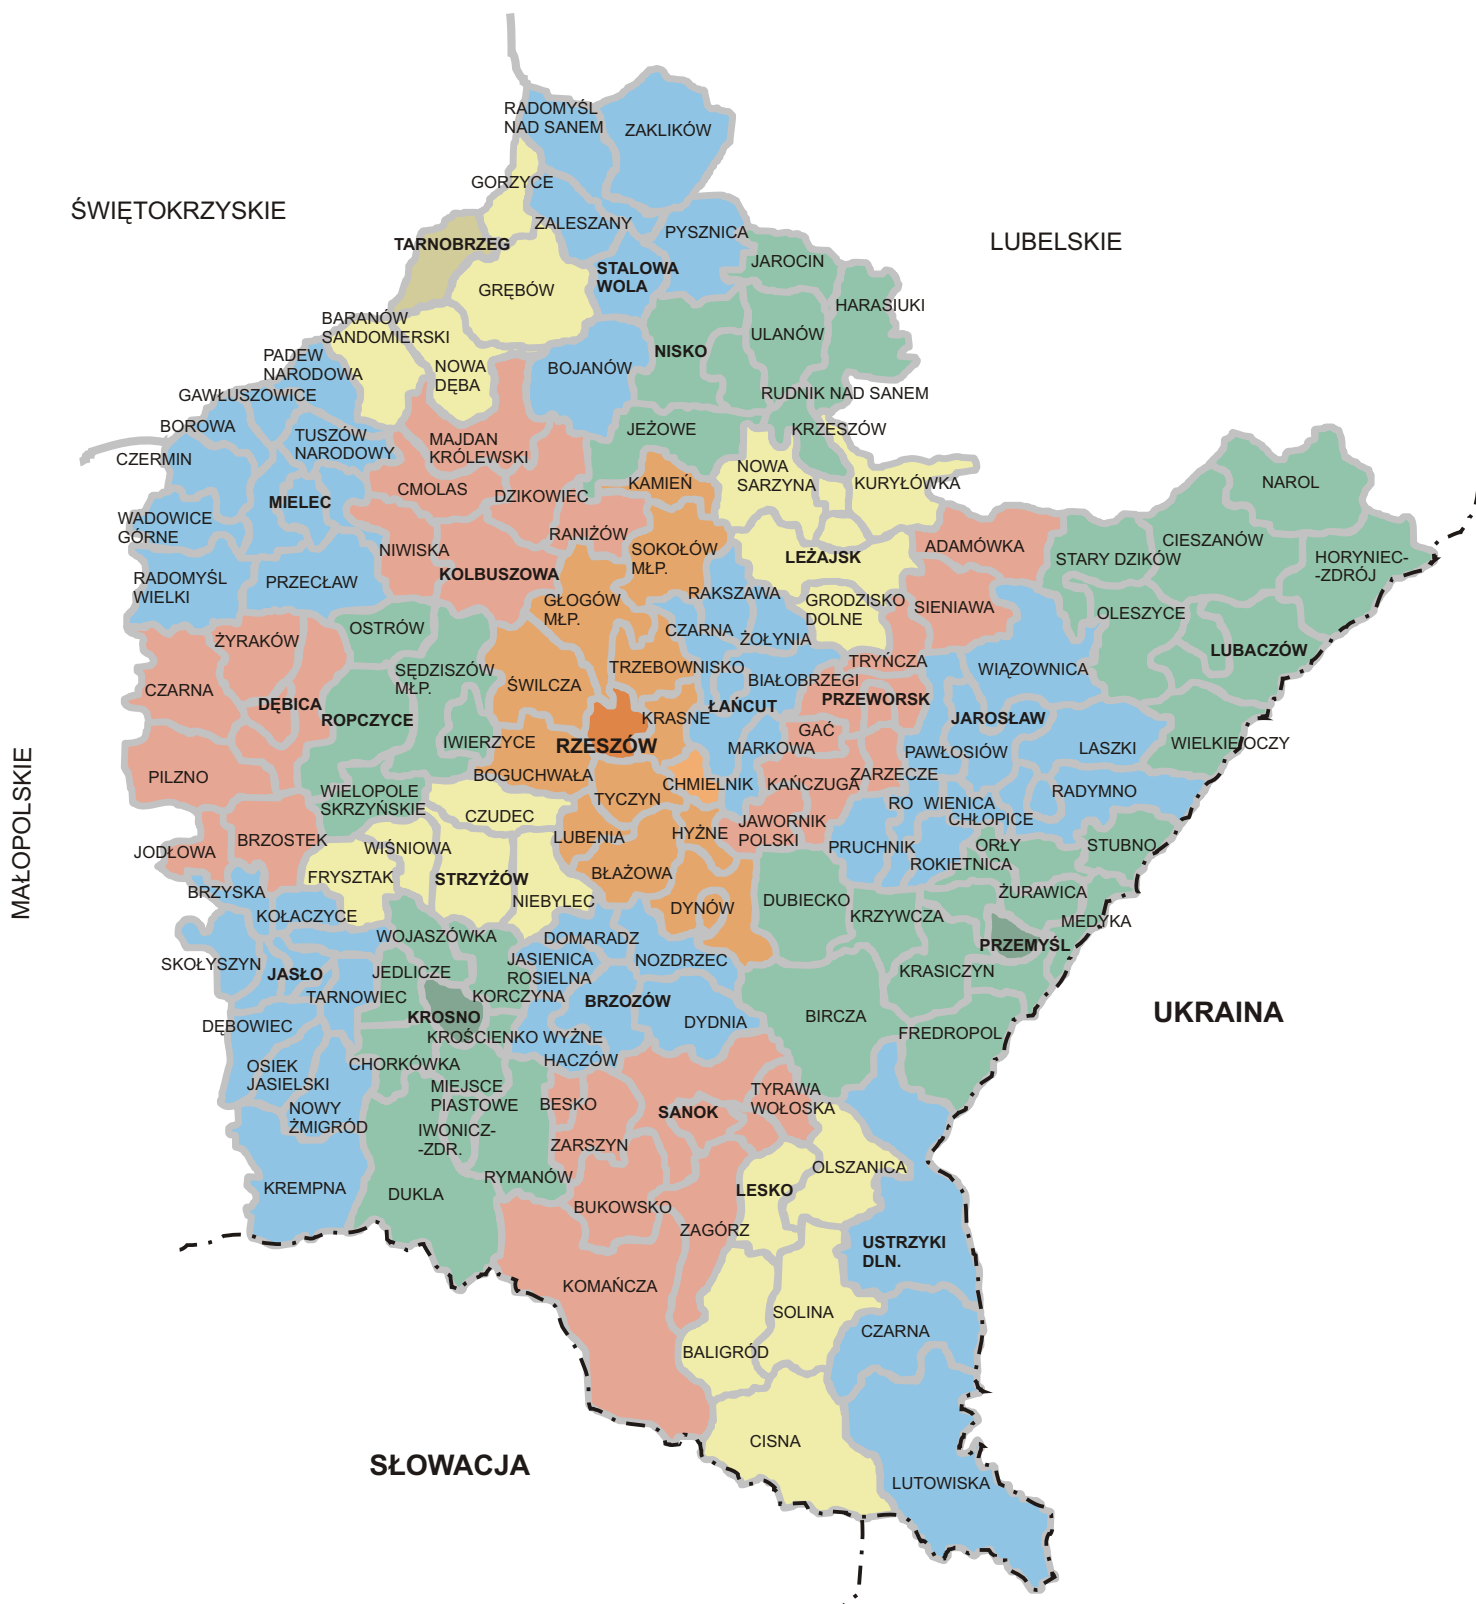 RADOMYŚL
NAD SANEM
ZAKLIKÓW
GORZYCE
ŚWIĘTOKRZYSKIE
ZALESZANY
PYSZNICA
LUBELSKIE
TARNOBRZEG
STALOWA
WOLA
JAROCIN
GRĘBÓW
HARASIUKI
BARANÓW
SANDOMIERSKI
ULANÓW
PADEW
NARODOWA
NISKO
NOWA
DĘBA
BOJANÓW
GAWŁUSZOWICE
RUDNIK NAD SANEM
BOROWA
TUSZÓW
NARODOWY
MAJDAN
KRÓLEWSKI
JEŻOWE
KRZESZÓW
CZERMIN
NOWA
SARZYNA
KURYŁÓWKA
NAROL
CMOLAS
DZIKOWIEC
KAMIEŃ
MIELEC
WADOWICE
GÓRNE
RANIŻÓW
NIWISKA
SOKOŁÓW
MŁP.
LEŻAJSK
ADAMÓWKA
STARY DZIKÓW
CIESZANÓW
HORYNIEC-
-ZDRÓJ
RADOMYŚL
WIELKI
PRZECŁAW
KOLBUSZOWA
GŁOGÓW
MŁP.
RAKSZAWA
GRODZISKO
DOLNE
SIENIAWA
OLESZYCE
OSTRÓW
CZARNA
ŻOŁYNIA
ŻYRAKÓW
LUBACZÓW
SĘDZISZÓW
MŁP.
TRZEBOWNISKO
TRYŃCZA
WIĄZOWNICA
CZARNA
ŚWILCZA
BIAŁOBRZEGI
DĘBICA
ROPCZYCE
KRASNE
ŁAŃCUT
PRZEWORSK
JAROSŁAW
GAĆ
IWIERZYCE
RZESZÓW
MARKOWA
PAWŁOSIÓW
LASZKI
WIELKIE OCZY
PILZNO
BOGUCHWAŁA
CHMIELNIK
KAŃCZUGA
ZARZECZE
WIELOPOLE
SKRZYŃSKIE
TYCZYN
RO WIENICA
RADYMNO
CZUDEC
CHŁOPICE
MAŁOPOLSKIE
BRZOSTEK
LUBENIA
HYŻNE
JAWORNIK
POLSKI
JODŁOWA
WIŚNIOWA
PRUCHNIK
ORŁY
STUBNO
ROKIETNICA
FRYSZTAK
STRZYŻÓW
BŁAŻOWA
BRZYSKA
NIEBYLEC
DUBIECKO
ŻURAWICA
KOŁACZYCE
DYNÓW
KRZYWCZA
MEDYKA
WOJASZÓWKA
DOMARADZ
PRZEMYŚL
SKOŁYSZYN
JASŁO
JEDLICZE
JASIENICA
ROSIELNA
NOZDRZEC
KRASICZYN
TARNOWIEC
KORCZYNA
BRZOZÓW
UKRAINA
KROSNO
BIRCZA
DĘBOWIEC
DYDNIA
KROŚCIENKO WYŻNE
FREDROPOL
OSIEK
JASIELSKI
CHORKÓWKA
HACZÓW
MIEJSCE
PIASTOWE
TYRAWA
WOŁOSKA
NOWY
ŻMIGRÓD
BESKO
SANOK
IWONICZ-
-ZDR.
ZARSZYN
OLSZANICA
RYMANÓW
KREMPNA
DUKLA
LESKO
BUKOWSKO
ZAGÓRZ
USTRZYKI
DLN.
KOMAŃCZA
SOLINA
CZARNA
BALIGRÓD
CISNA
SŁOWACJA
LUTOWISKA